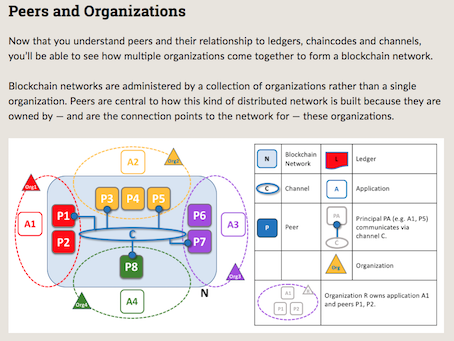 Peers and Organizations
Now that you understand peers and their relationship to ledgers, chaincodes and channels,
you'll be able to see how multiple organizations come together to form a blockchain network.
Blockchain networks are administered by a collection of organizations rather than a single
organization. Peers are central to how this kind of distributed network is built because they are
owned by — and are the connection points to the network for — these organizations.
A2
Org2
Org1
P3 P4 P5
A1
P1
P2
C
P6
P7
A3
P8
Org3
Org4
A4
N
N Blockchain Network
L Ledger
C Channel
A Application
P Peer
PA
C
Principal PA (e.g. A1, P5)
communicates via
channel C.
Org Organization
A1
P1 P2
Organization R owns application A1
and peers P1, P2.